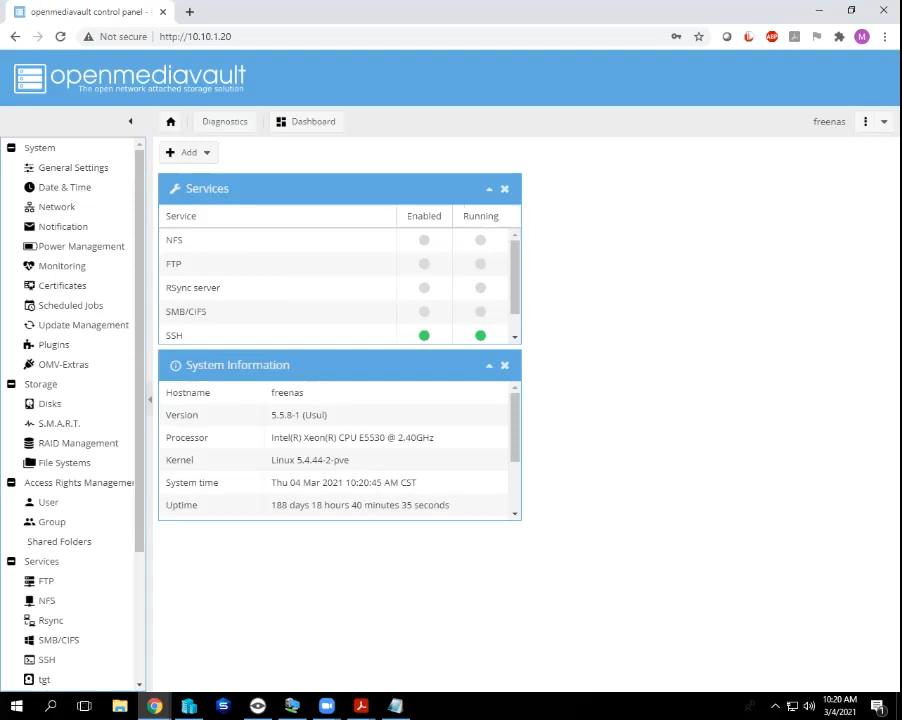 openmediavault control panel -
Not secure | http://10.10.1.20
ABP
M
openmediavault
The open network attached storage solution
Diagnostics
Dashboard
freenas
Add
System
General Settings
Date & Time
Network
Notification
Power Management
Monitoring
Certificates
Scheduled Jobs
Update Management
Plugins
OMV-Extras
Storage
Disks
S.M.A.R.T.
RAID Management
File Systems
Access Rights Managemer
User
Group
Shared Folders
Services
FTP
NFS
Rsync
SMB/CIFS
SSH
tgt
Services
Service Enabled Running
NFS
FTP
RSync server
SMB/CIFS
SSH
System Information
Hostname freenas
Version 5.5.8-1 (Usul)
Processor Intel(R) Xeon(R) CPU E5530 @ 2.40GHz
Kernel Linux 5.4.44-2-pve
System time Thu 04 Mar 2021 10:20:45 AM CST
Uptime 188 days 18 hours 40 minutes 35 seconds
10:20 AM
3/4/2021